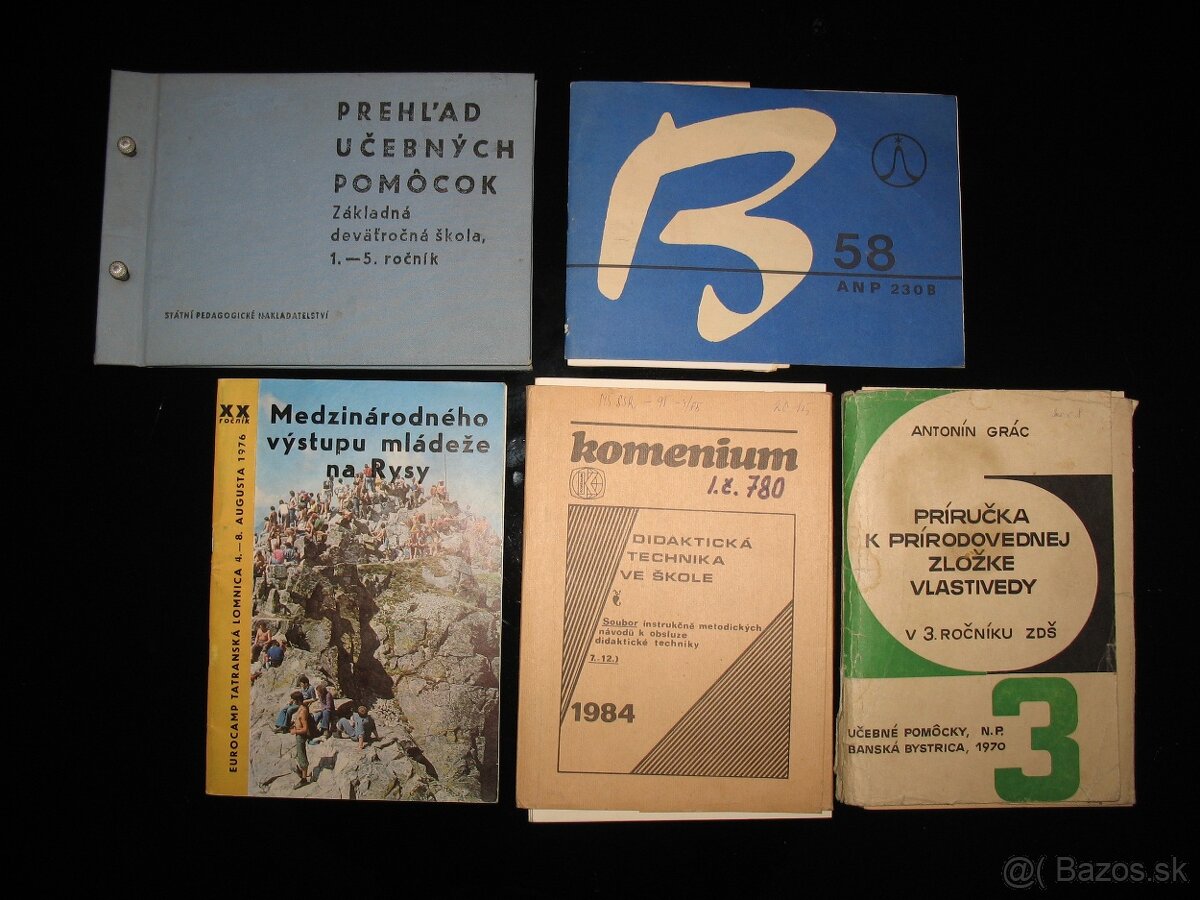 PREHĽAD
UČEBNÝCH
POMÔCOK
Základná
deväťročná škola,
1.—5. ročník
STÁTNÍ PEDAGOGICKÉ NAKLADATELSTVÍ
B
58
ANP 230B
XX
ročník
Medzinárodného
výstupu mládeže
na Rysy
EUROCAMP TATRANSKÁ LOMNICA 4.—8. AUGUSTA 1976
komenium
I.č. 780
DIDAKTICKÁ
TECHNIKA
VE ŠKOLE
Soubor instrukčně metodických
návodů k obsluze
didaktické techniky
7.-12.)
1984
ANTONÍN GRÁC
PRÍRUČKA
K PRÍRODOVEDNEJ
ZLOŽKE
VLASTIVEDY
V 3. ROČNÍKU ZDŠ
3
UČEBNÉ POMÔCKY, N.P.
BANSKÁ BYSTRICA, 1970
@( Bazos.sk